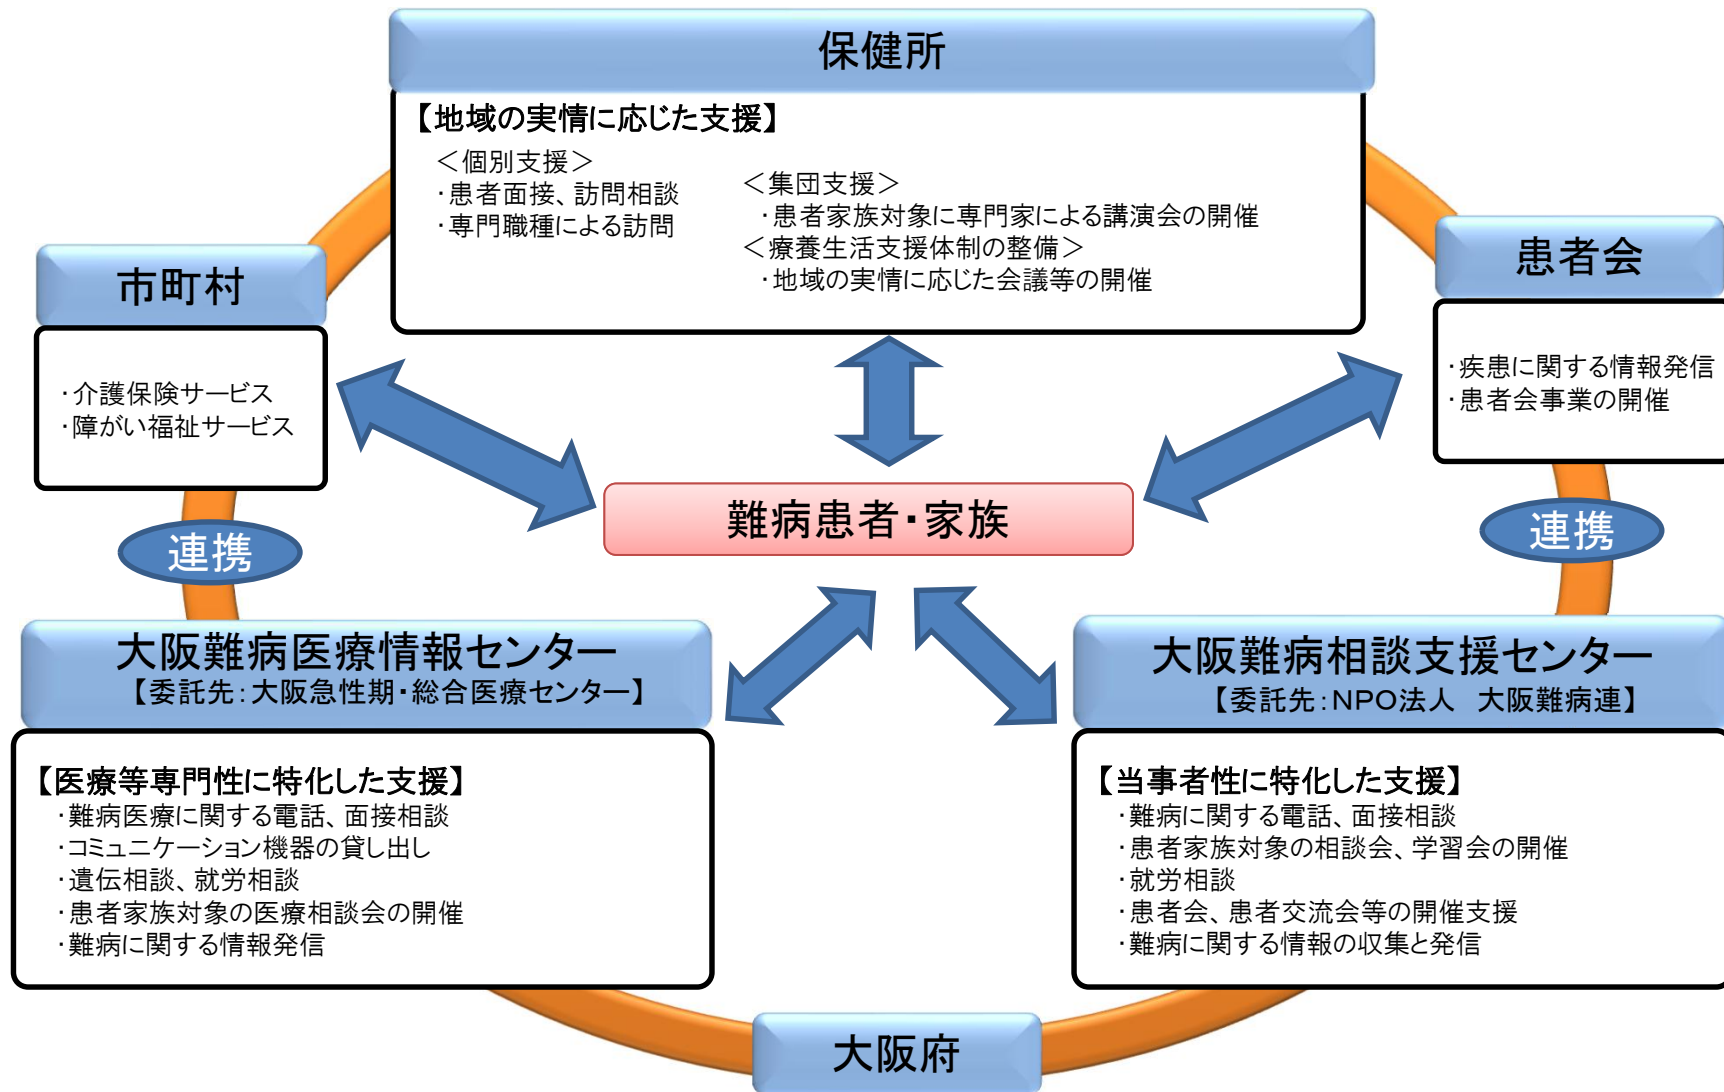 保健所
【地域の実情に応じた支援】
＜個別支援＞
・患者面接、訪問相談
・専門職種による訪問
＜集団支援＞
・患者家族対象に専門家による講演会の開催
＜療養生活支援体制の整備＞
・地域の実情に応じた会議等の開催
市町村
・介護保険サービス
・障がい福祉サービス
患者会
・疾患に関する情報発信
・患者会事業の開催
難病患者・家族
連携
連携
大阪難病医療情報センター
【委託先：大阪急性期・総合医療センター】
【医療等専門性に特化した支援】
・難病医療に関する電話、面接相談
・コミュニケーション機器の貸し出し
・遺伝相談、就労相談
・患者家族対象の医療相談会の開催
・難病に関する情報発信
大阪難病相談支援センター
【委託先：NPO法人　大阪難病連】
【当事者性に特化した支援】
・難病に関する電話、面接相談
・患者家族対象の相談会、学習会の開催
・就労相談
・患者会、患者交流会等の開催支援
・難病に関する情報の収集と発信
大阪府